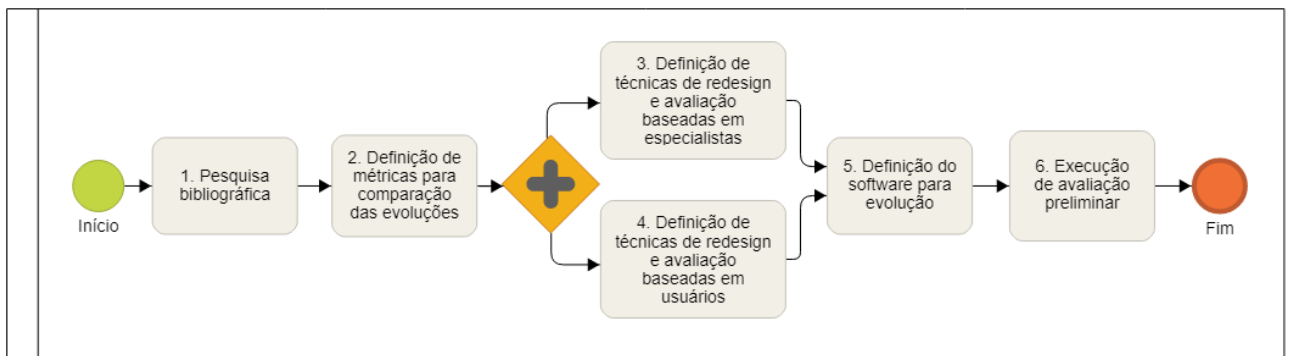 Início
1. Pesquisa
bibliográfica
2. Definição de
métricas para
comparação
das evoluções
3. Definição de
técnicas de redesign
e avaliação
baseadas em
especialistas
4. Definição de
técnicas de redesign
e avaliação
baseadas em
usuários
5. Definição do
software para
evolução
6. Execução
de avaliação
preliminar
Fim